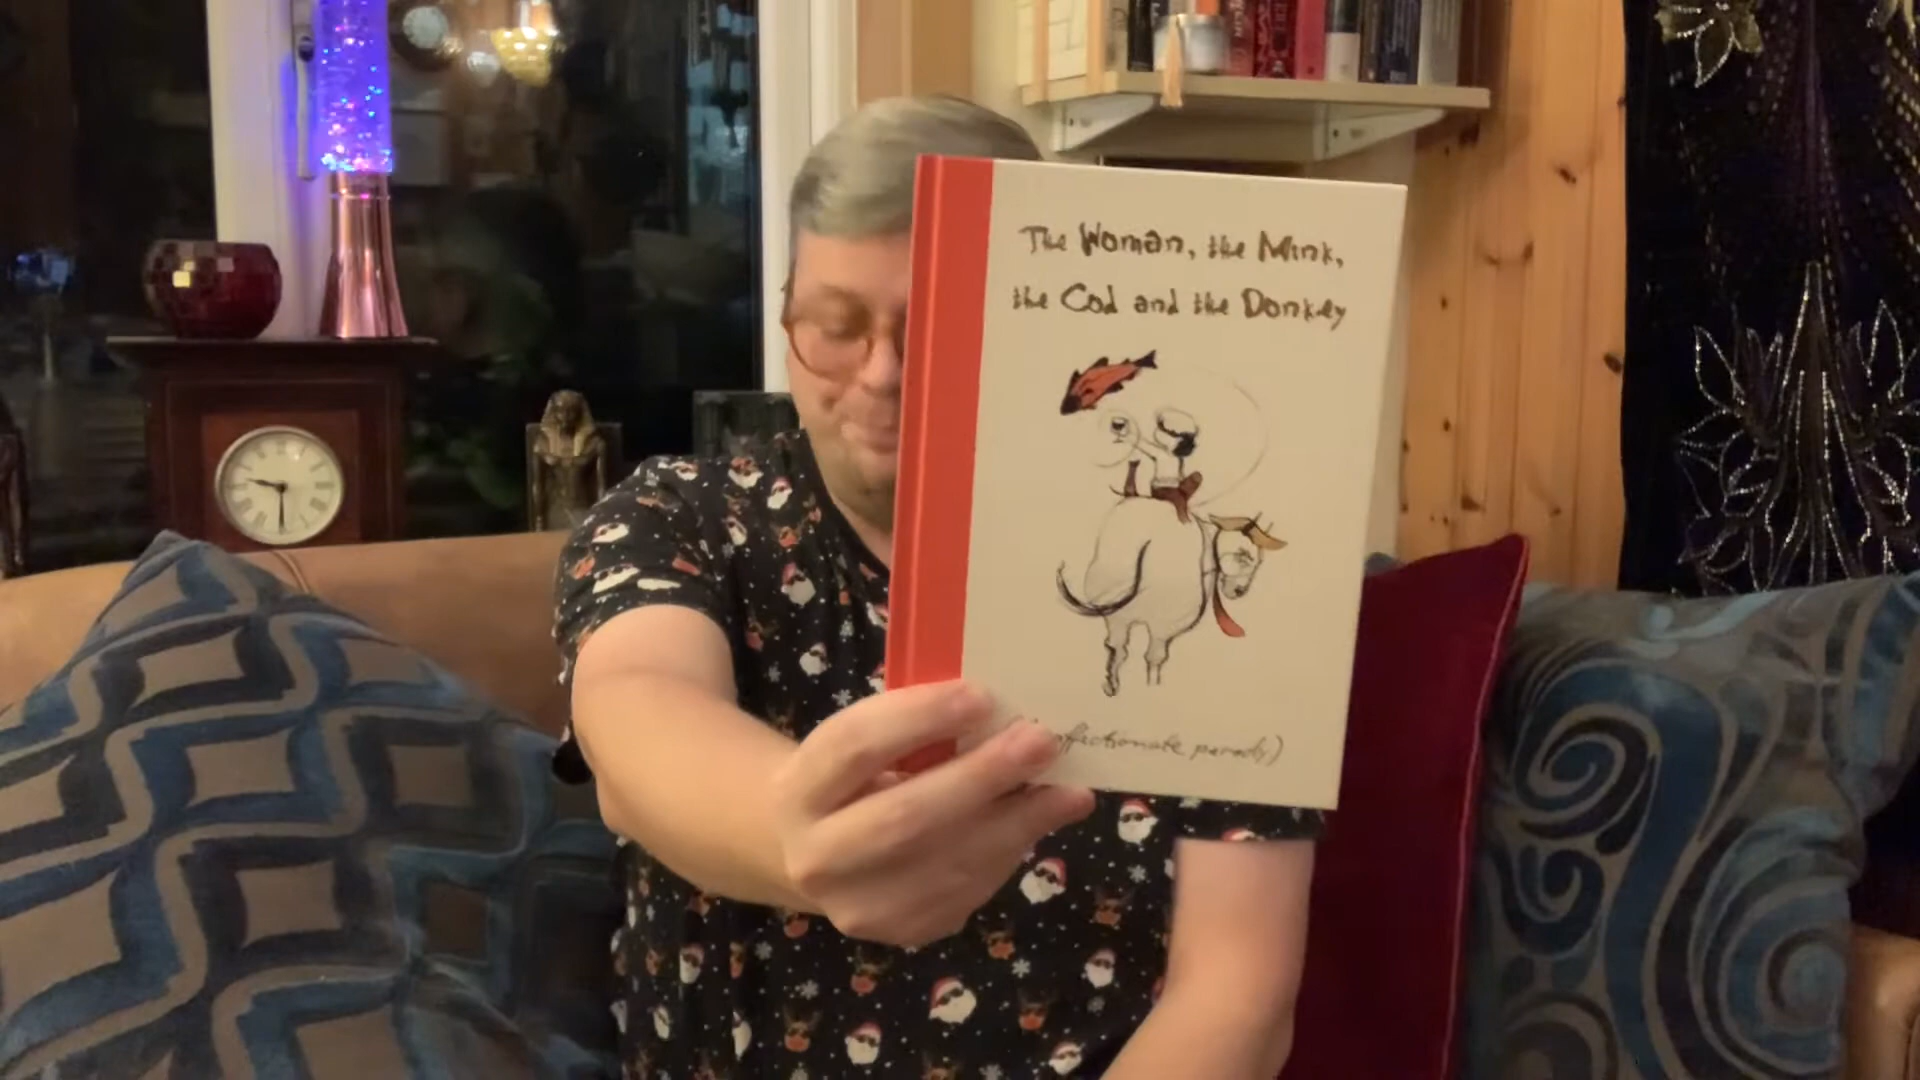 The Woman, the Mink,
the Cod and the Donkey
affectionate parody)